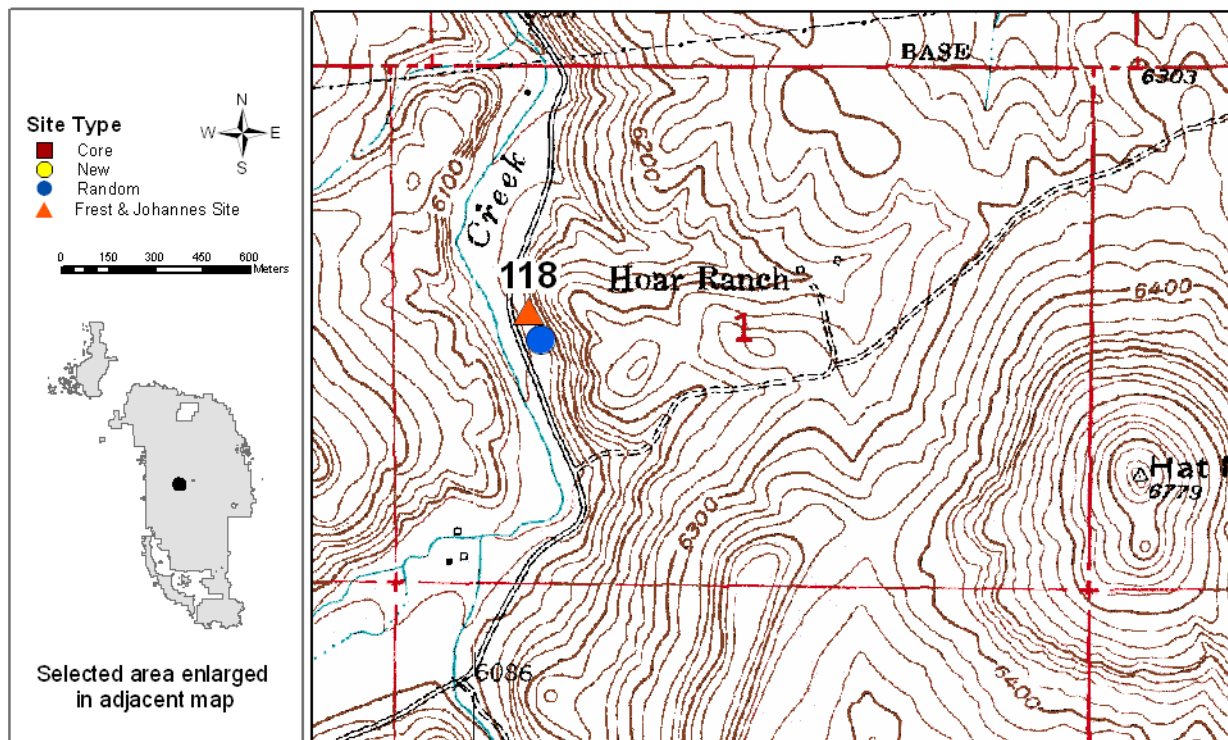 N
W E
S
Site Type
Core
New
Random
Frest & Johannes Site
0 150 300 450 600
Meters
Selected area enlarged
in adjacent map
BASE
6303
6200
6100
Creek
118
Hoar Ranch
1
6400
Hat
6779
6300
6086
6400